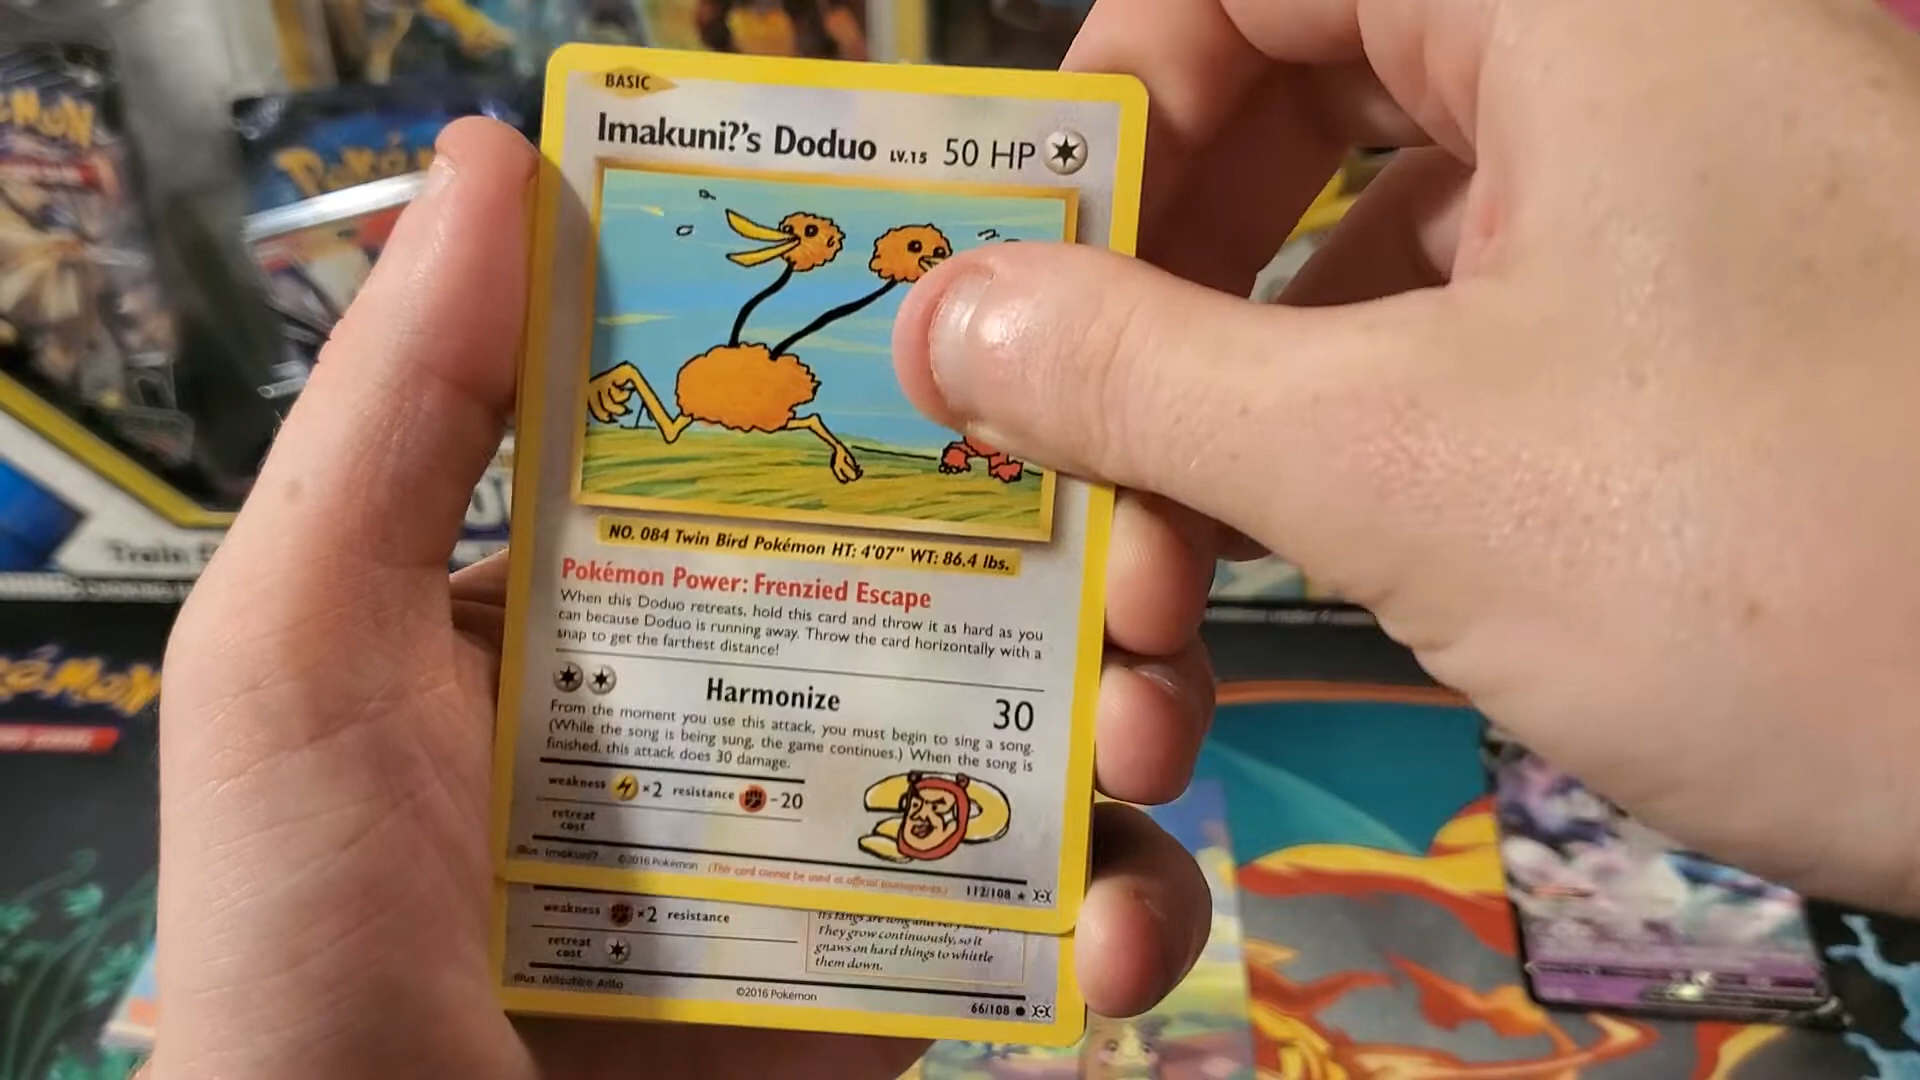 POKÉMON
BASIC
Imakuni?'s Doduo LV.15 50 HP
NO. 084 Twin Bird Pokémon HT: 4'07" WT: 86.4 lbs.
Pokémon Power: Frenzied Escape
When this Doduo retreats, hold this card and throw it as hard as you
can because Doduo is running away. Throw the card horizontally with a
snap to get the farthest distance!
Harmonize 30
From the moment you use this attack, you must begin to sing a song.
(While the song is being sung, the game continues.) When the song is
finished, this attack does 30 damage.
weakness ×2 resistance -20
retreat
cost
Illus. Imakuni? ©2016 Pokémon (This card cannot be used at official tournaments.) 112/108
weakness ×2 resistance
Its fangs are long and very
They grow continuously, so it
gnaws on hard things to whittle
them down.
retreat
cost
Illus. Mitsuhiro Arita ©2016 Pokémon 66/108
POKÉMON